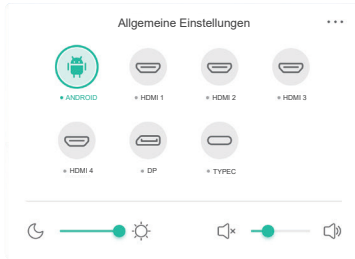 Allgemeine Einstellungen
ANDROID
HDMI 1
HDMI 2
HDMI 3
HDMI 4
DP
TYPEC